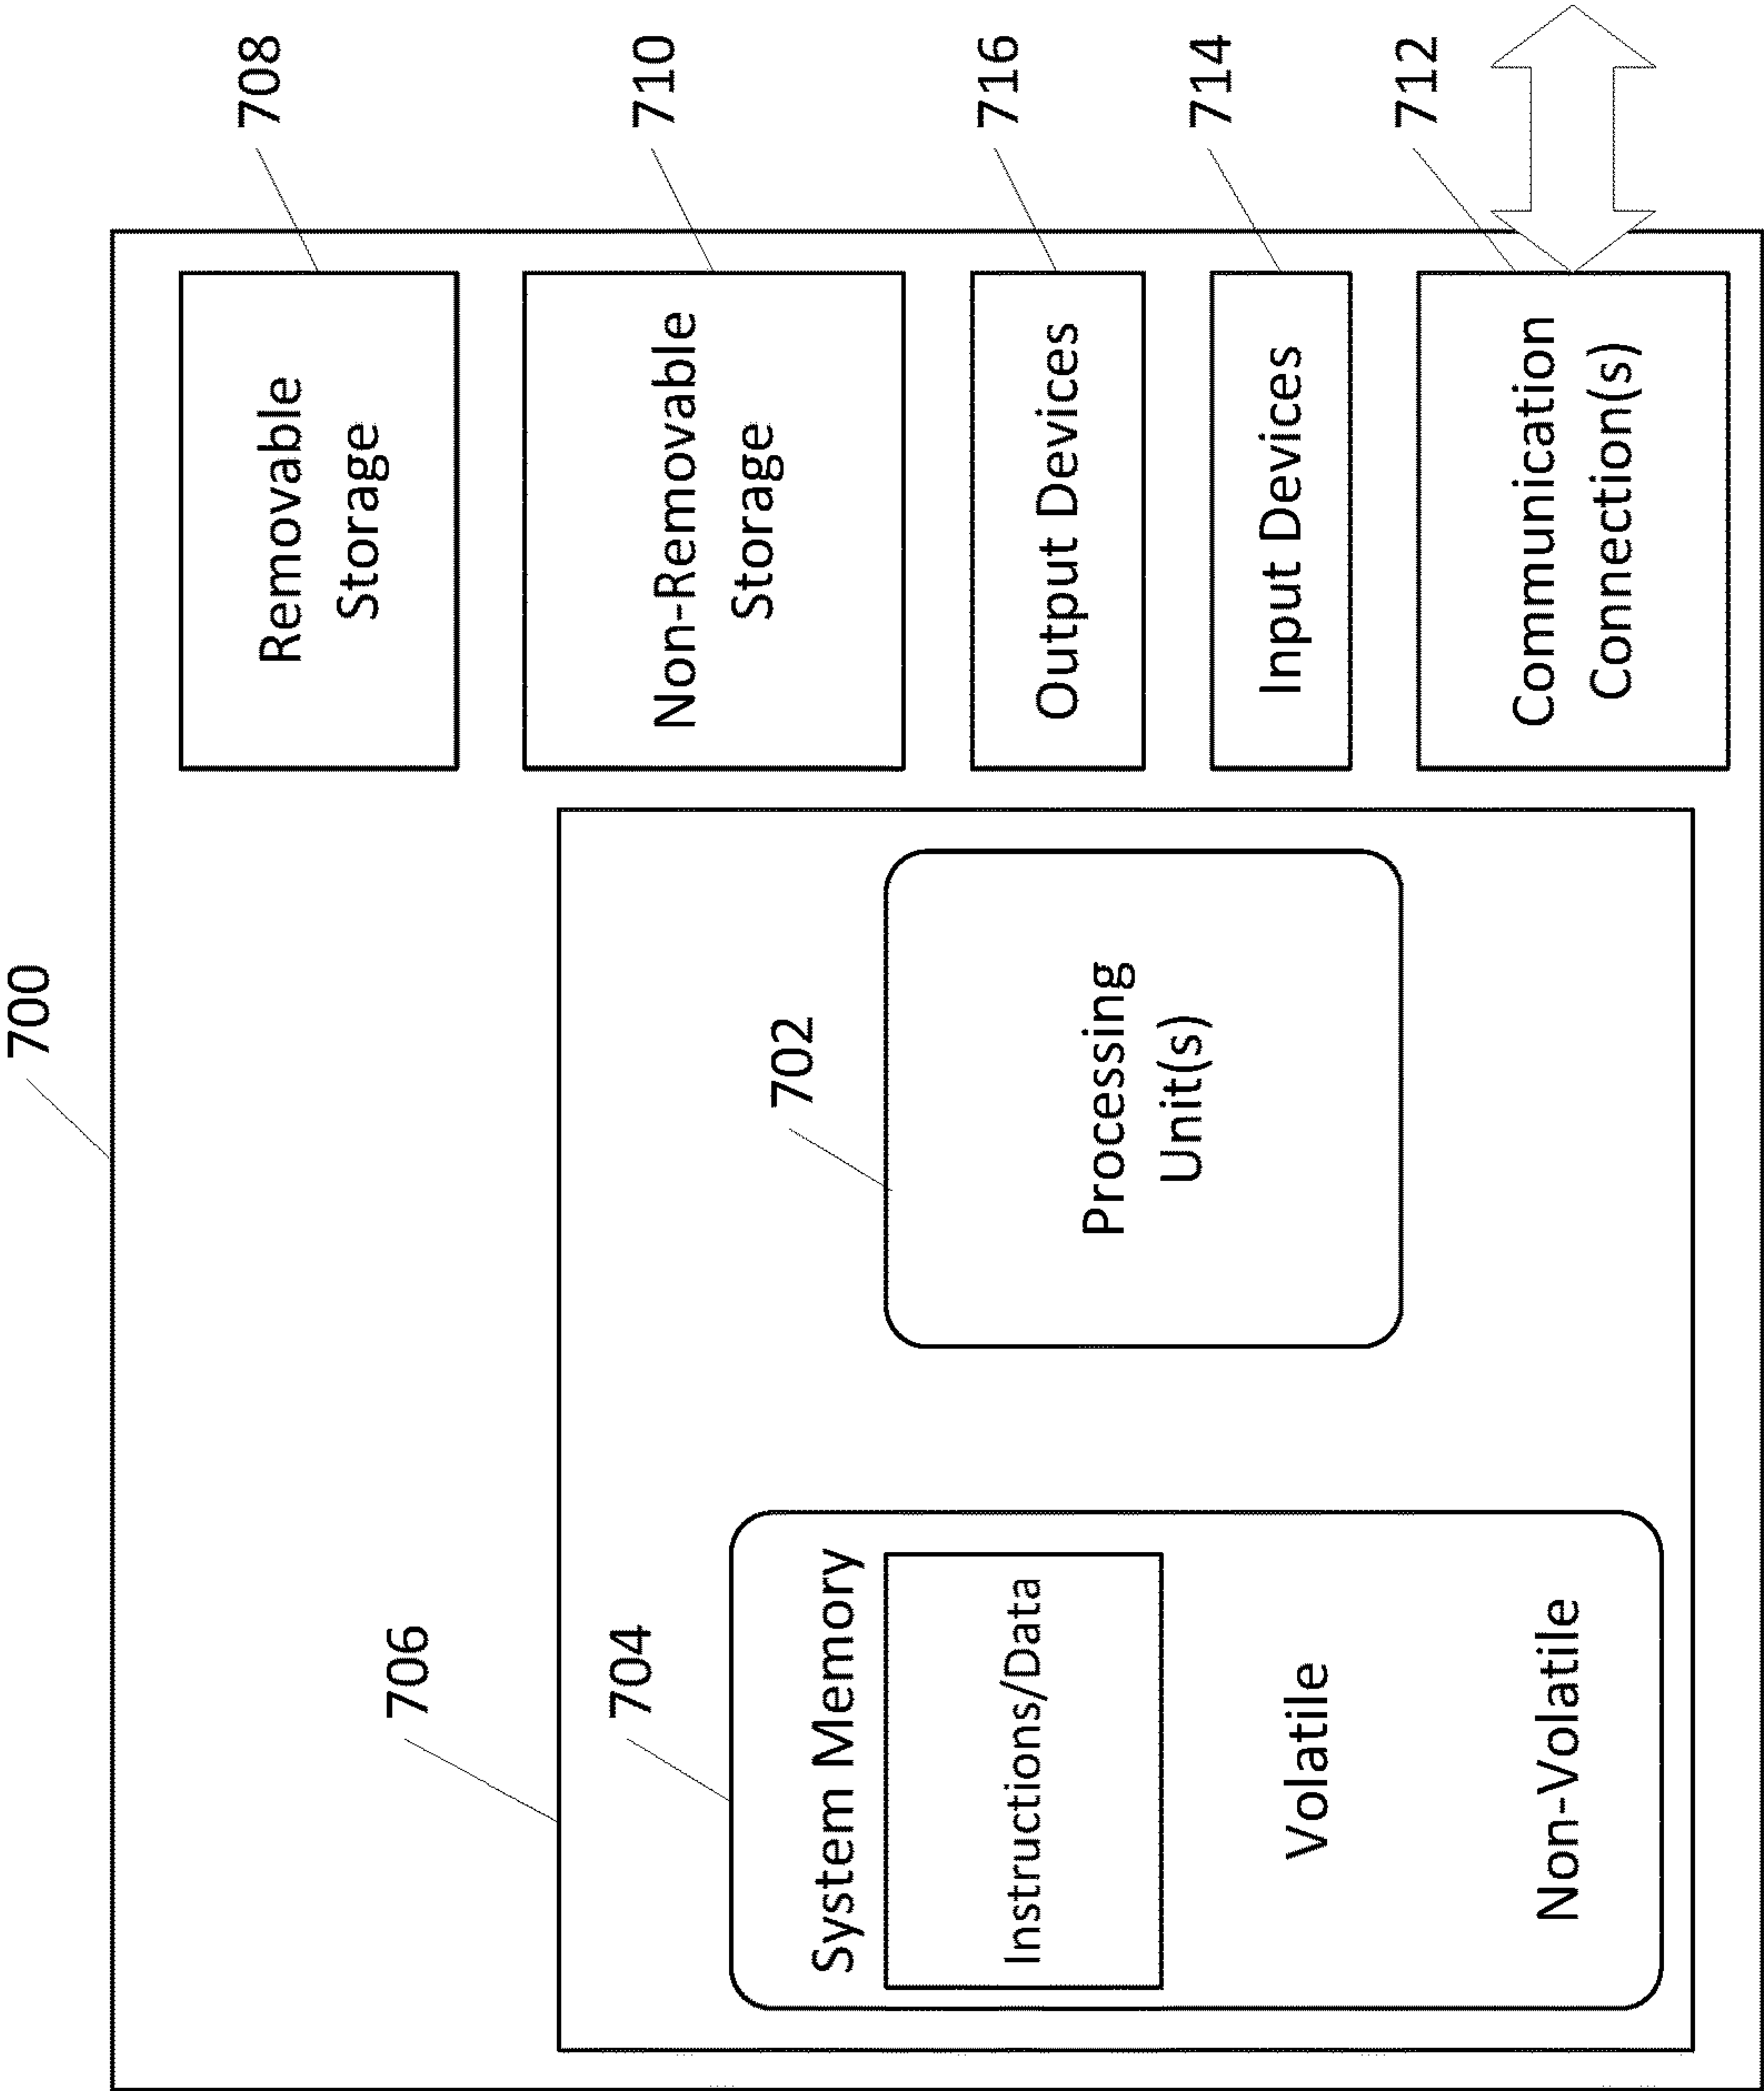 700
706
704
System Memory
Instructions/Data
Volatile
Non-Volatile
702
Processing
Unit(s)
Removable
Storage
708
Non-Removable
Storage
710
Output Devices
716
Input Devices
714
Communication
Connection(s)
712